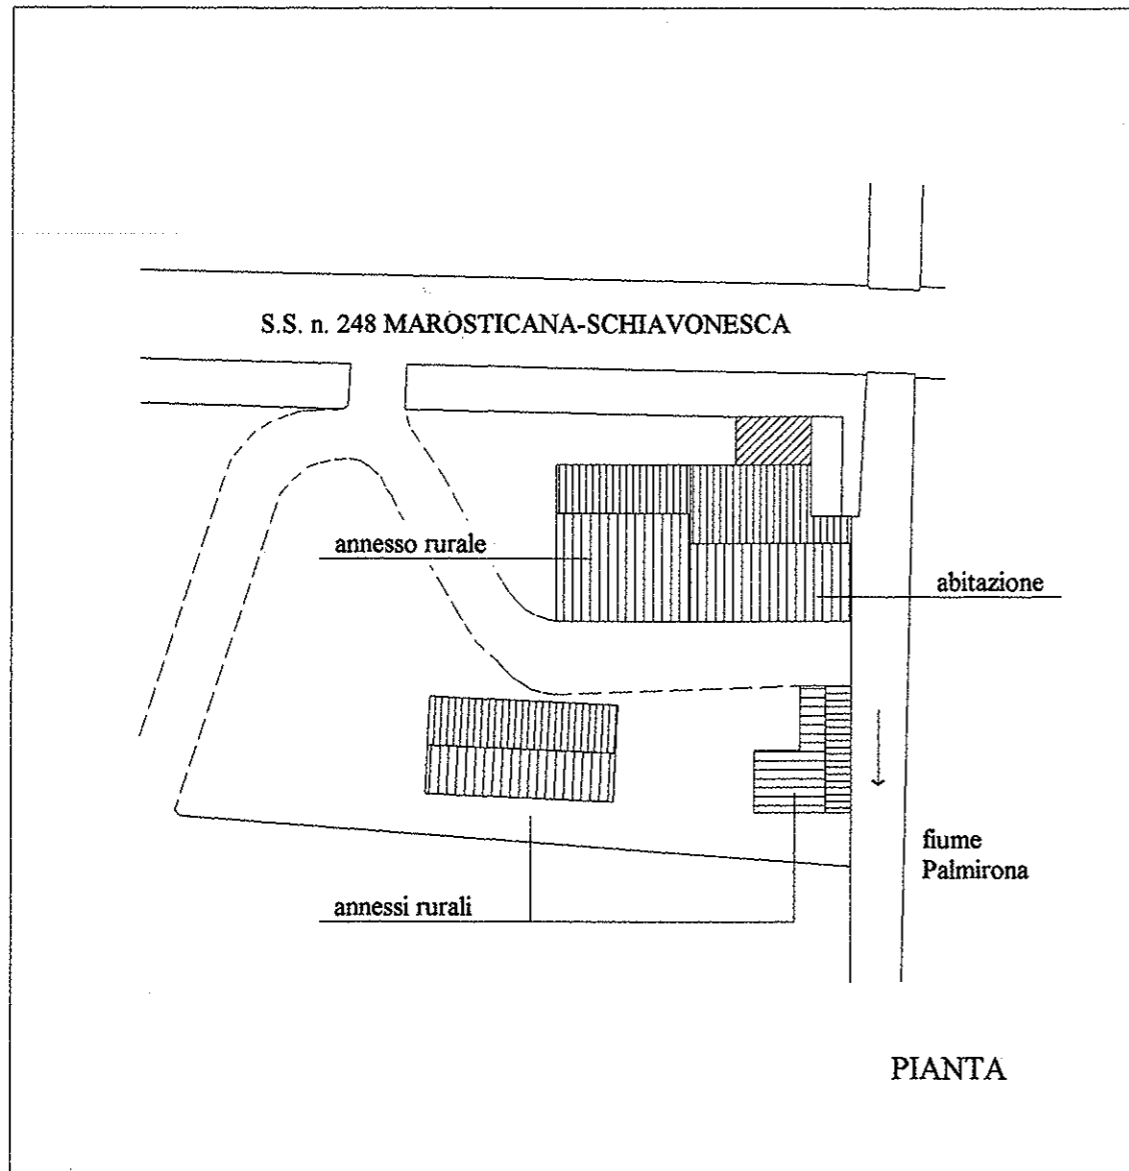 S.S. n. 248 MAROSTICANA-SCHIAVONESCA
annesso rurale
abitazione
fiume
Palmirona
annessi rurali
PIANTA